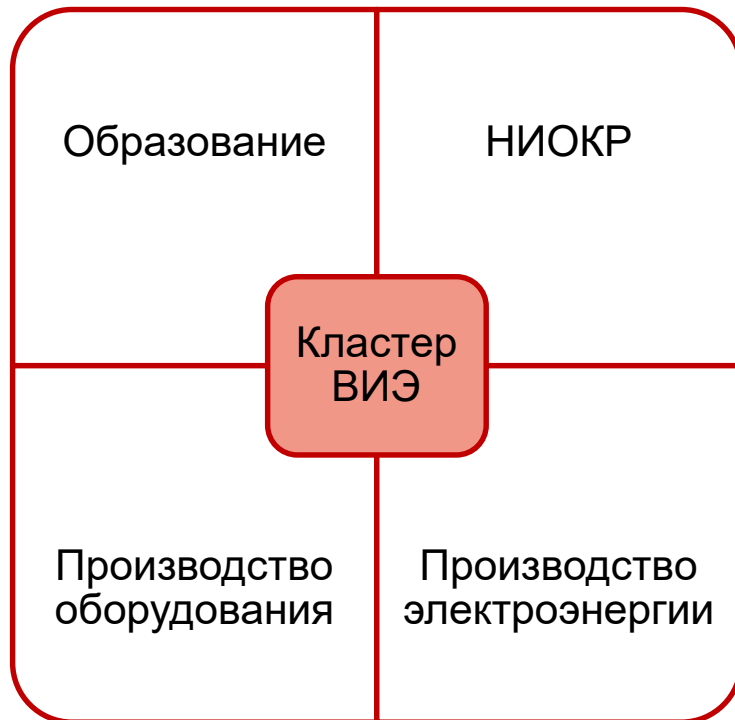 Образование
НИОКР
Кластер
ВИЭ
Производство
оборудования
Производство
электроэнергии